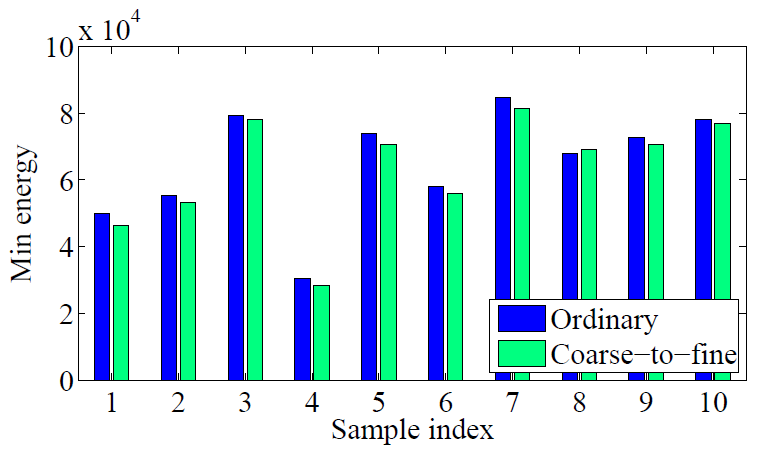 x 10^4
10
8
6
4
2
0
Min energy
Ordinary
Coarse−to−fine
1 2 3 4 5 6 7 8 9 10
Sample index